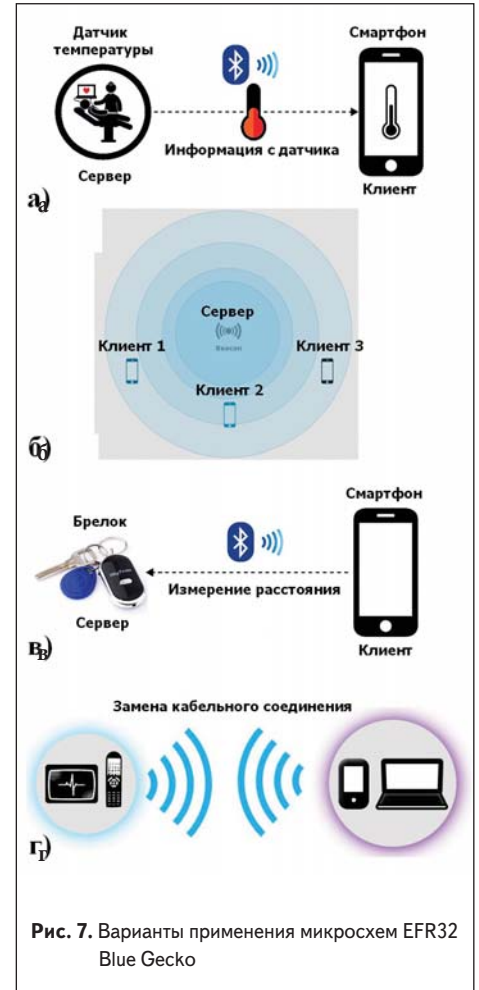 Датчик
температуры
Смартфон
Информация с датчика
Сервер
Клиент
а)
Сервер
Beacon
Клиент 1
Клиент 3
Клиент 2
б)
Смартфон
Брелок
Измерение расстояния
Сервер
Клиент
в)
Замена кабельного соединения
г)
Рис. 7. Варианты применения микросхем EFR32
Blue Gecko